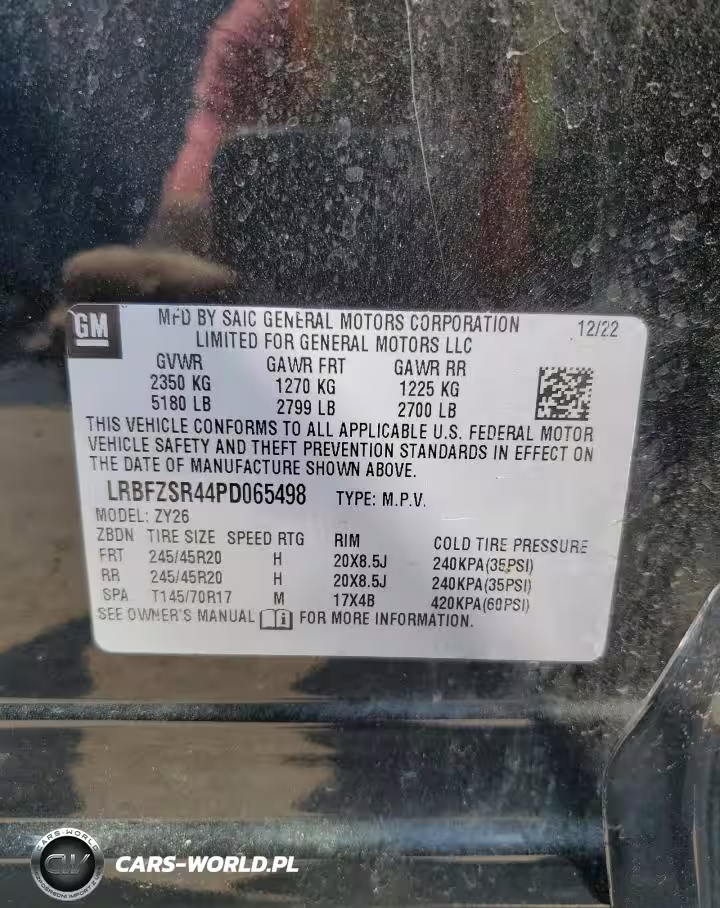 GM
MFD BY SAIC GENERAL MOTORS CORPORATION 12/22
LIMITED FOR GENERAL MOTORS LLC
GVWR GAWR FRT GAWR RR
2350 KG 1270 KG 1225 KG
5180 LB 2799 LB 2700 LB
THIS VEHICLE CONFORMS TO ALL APPLICABLE U.S. FEDERAL MOTOR
VEHICLE SAFETY AND THEFT PREVENTION STANDARDS IN EFFECT ON
THE DATE OF MANUFACTURE SHOWN ABOVE.
LRBFZSR44PD065498 TYPE: M.P.V.
MODEL: ZY26
ZBDN TIRE SIZE SPEED RTG RIM COLD TIRE PRESSURE
FRT 245/45R20 H 20X8.5J 240KPA(35PSI)
RR 245/45R20 H 20X8.5J 240KPA(35PSI)
SPA T145/70R17 M 17X4B 420KPA(60PSI)
SEE OWNER'S MANUAL FOR MORE INFORMATION.
CARS-WORLD
CW
CARS-WORLD.PL